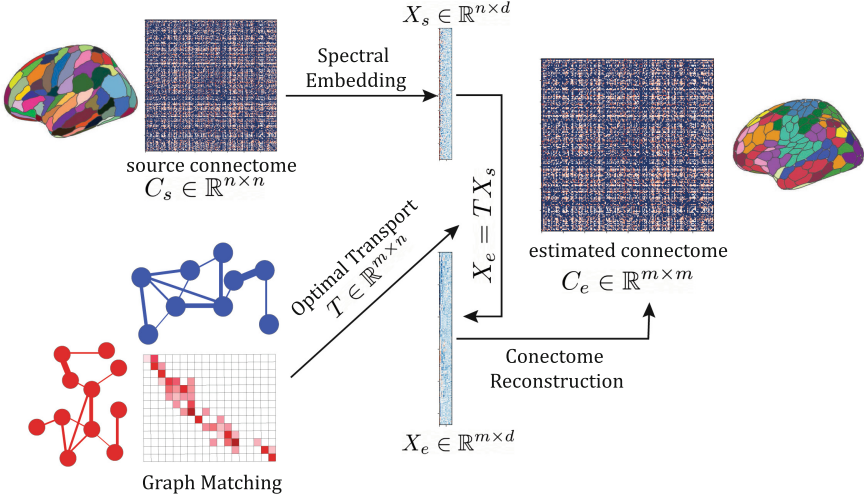 X_s ∈ ℝ^{n×d}
Spectral
Embedding
source connectome
C_s ∈ ℝ^{n×n}
X_e = TX_s
estimated connectome
C_e ∈ ℝ^{m×m}
Optimal Transport
T ∈ ℝ^{m×n}
Conectome
Reconstruction
X_e ∈ ℝ^{m×d}
Graph Matching